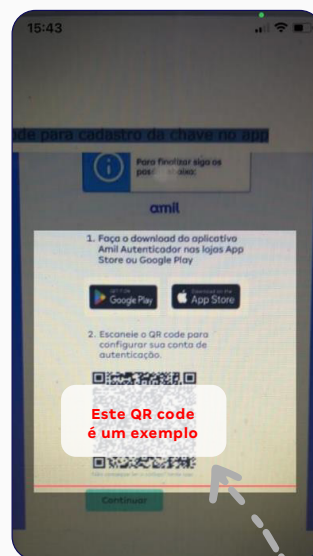 15:43
ode para cadastro da chave no app
Para finalizar siga os
amil
1. Faça o download do aplicativo
Amil Autenticador nas lojas App
Store ou Google Play
GET IT ON
Google Play
Download on the
App Store
2. Escaneie o QR code para
configurar sua conta de
autenticação.
Este QR code
é um exemplo
Continuar